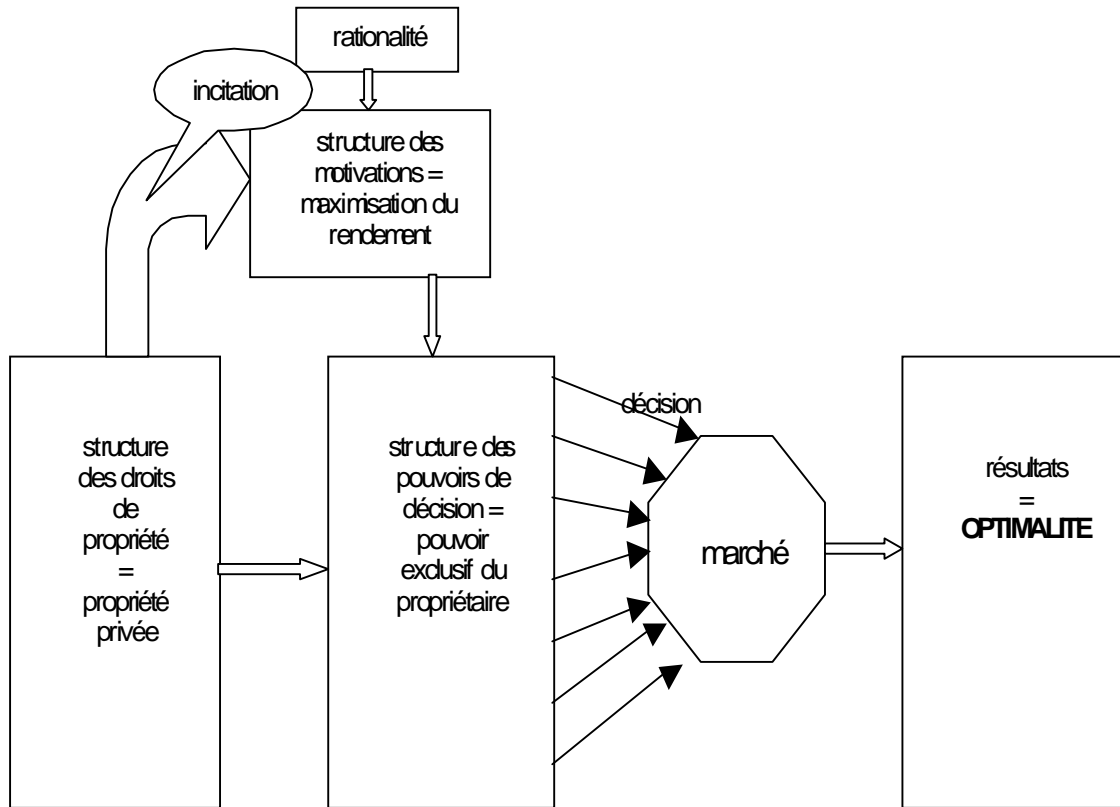 rationalité
incitation
structure des
motivations =
maximisation du
rendement
structure
des droits
de
propriété
=
propriété
privée
structure des
pouvoirs de
décision =
pouvoir
exclusif du
propriétaire
décision
marché
résultats
=
OPTIMALITE